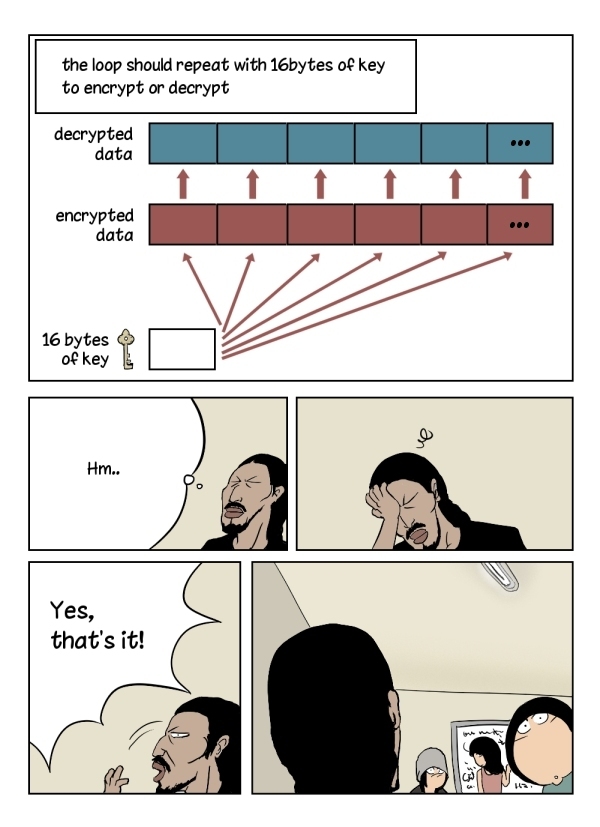 the loop should repeat with 16bytes of key
to encrypt or decrypt
decrypted
data
•••
encrypted
data
•••
16 bytes
of key
Hm..
Yes,
that's it!